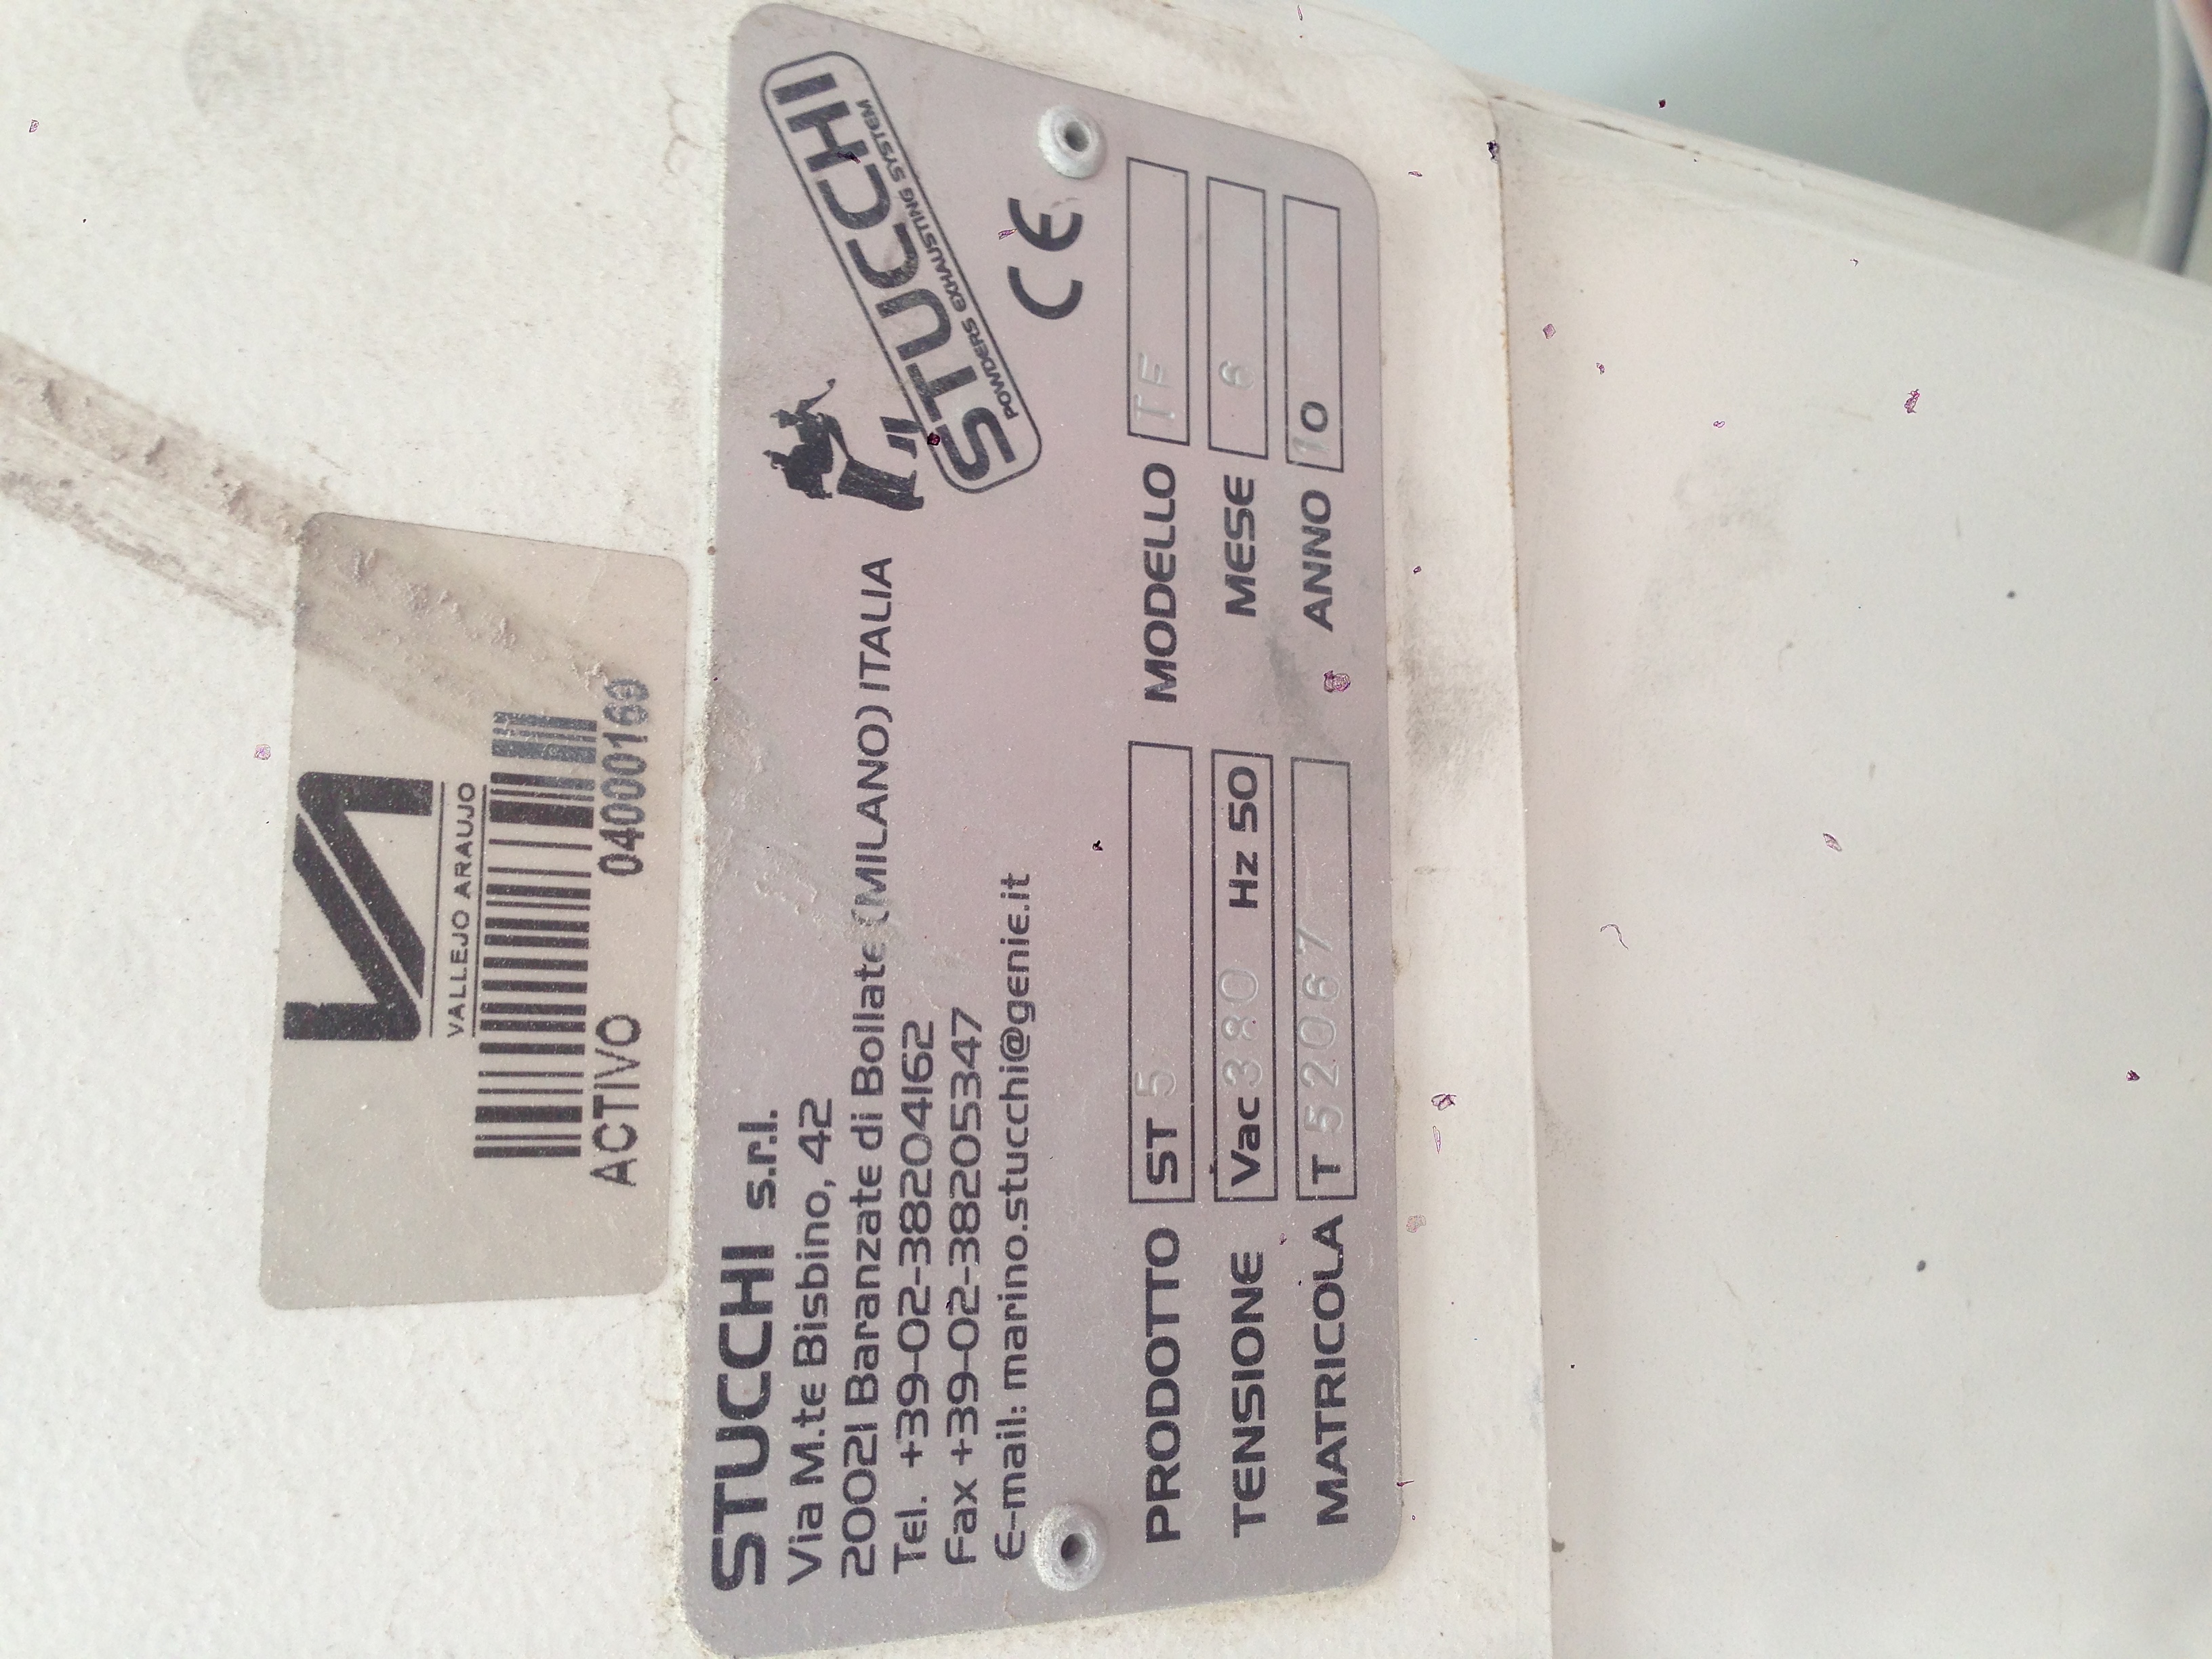 VALLEJO ARAUJO
ACTIVO 04000169
STUCCHI s.r.l.
Via M.te Bisbino, 42
20021 Baranzate di Bollate (MILANO) ITALIA
Tel. +39-02-38204162
Fax +39-02-38205347
E-mail: marino.stucchi@genie.it
STUCCHI
POWDERS EXHAUSTING SYSTEM
CE
PRODOTTO ST 5 MODELLO TF
TENSIONE Vac 380 Hz 50 MESE 6
MATRICOLA T 52067 ANNO 10